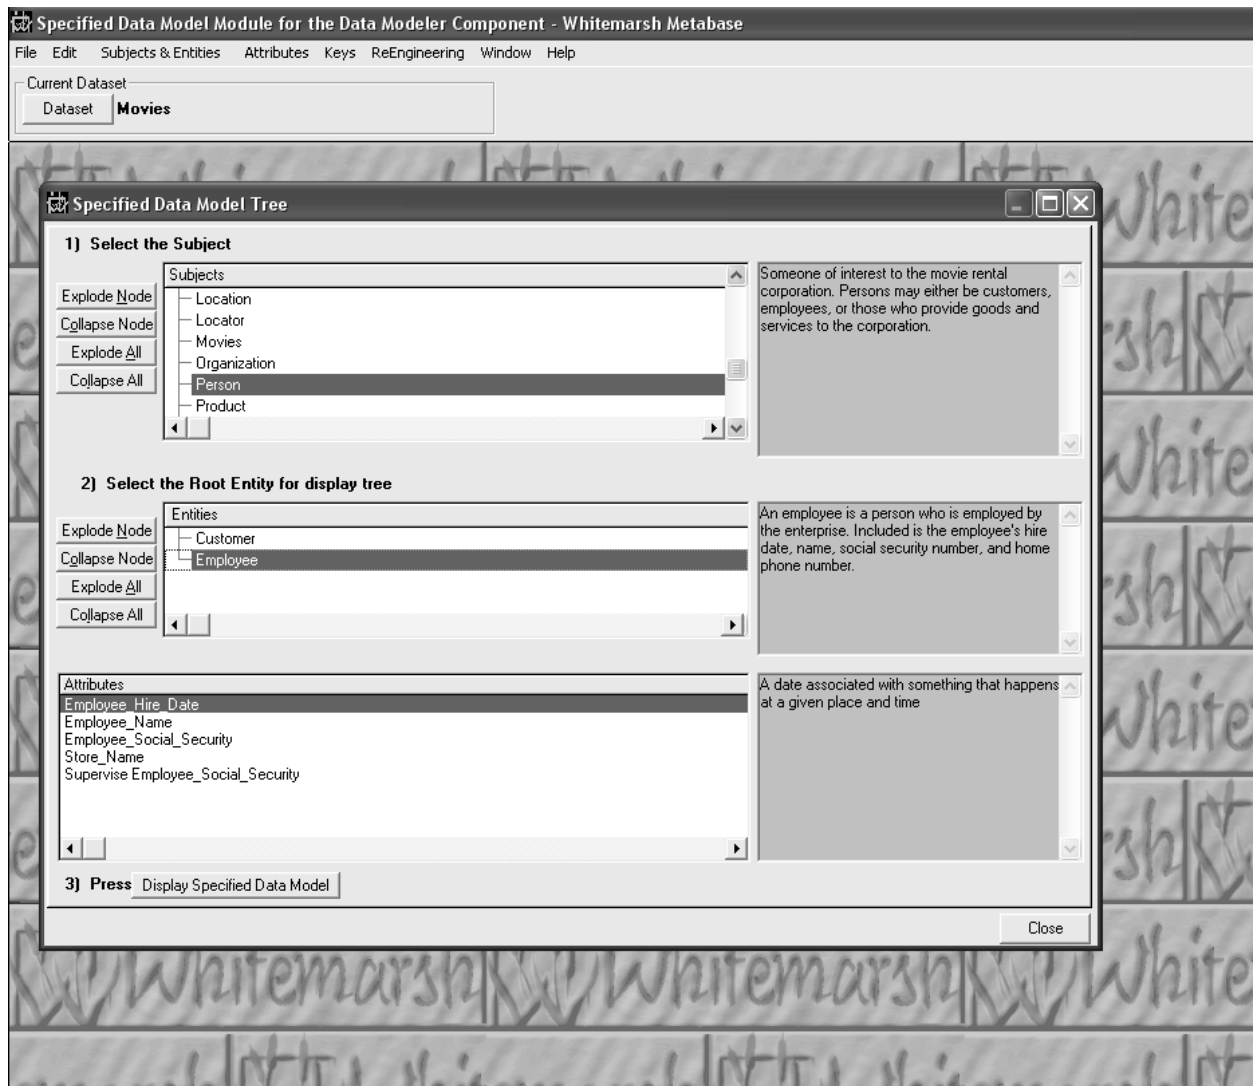 Specified Data Model Module for the Data Modeler Component - Whitemarsh Metabase
File Edit Subjects & Entities Attributes Keys ReEngineering Window Help
Current Dataset
Dataset Movies
Specified Data Model Tree
1) Select the Subject
Explode Node
Collapse Node
Explode All
Collapse All
Subjects
Location
Locator
Movies
Organization
Person
Product
Someone of interest to the movie rental
corporation. Persons may either be customers,
employees, or those who provide goods and
services to the corporation.
2) Select the Root Entity for display tree
Explode Node
Collapse Node
Explode All
Collapse All
Entities
Customer
Employee
An employee is a person who is employed by
the enterprise. Included is the employee's hire
date, name, social security number, and home
phone number.
Attributes
Employee_Hire_Date
Employee_Name
Employee_Social_Security
Store_Name
Supervise Employee_Social_Security
A date associated with something that happens
at a given place and time
3) Press Display Specified Data Model
Close
Whitemarsh Whitemarsh White